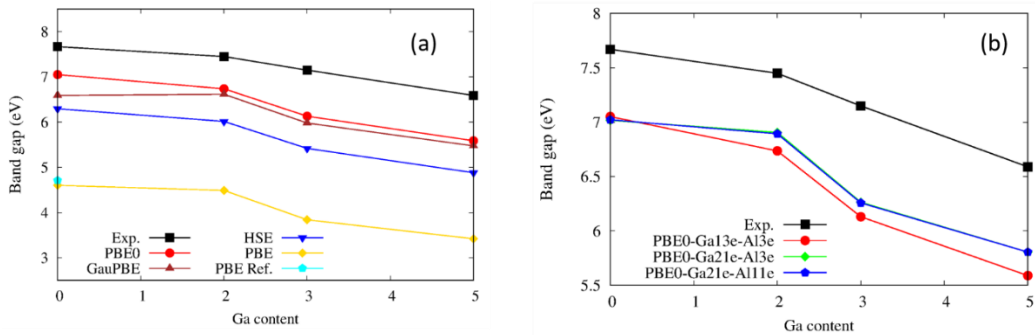 (a)
8
7
6
5
4
3
Band gap (eV)
Exp.
PBE0
GauPBE
HSE
PBE
PBE Ref.
0
1
2
3
4
5
Ga content
(b)
8
7.5
7
6.5
6
5.5
Band gap (eV)
Exp.
PBE0-Ga13e-Al3e
PBE0-Ga21e-Al3e
PBE0-Ga21e-Al11e
0
1
2
3
4
5
Ga content